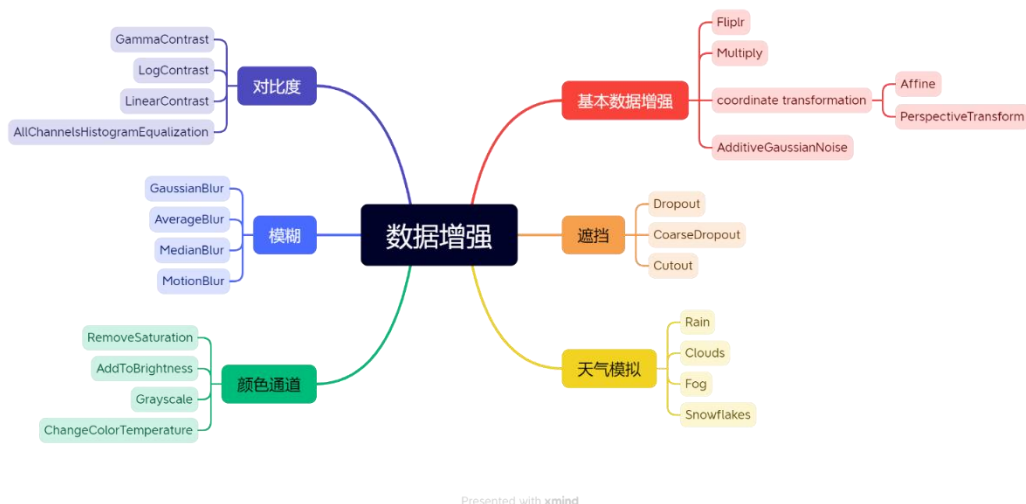 数据增强
基本数据增强
Fliplr
Multiply
coordinate transformation
Affine
PerspectiveTransform
AdditiveGaussianNoise
遮挡
Dropout
CoarseDropout
Cutout
天气模拟
Rain
Clouds
Fog
Snowflakes
对比度
GammaContrast
LogContrast
LinearContrast
AllChannelsHistogramEqualization
模糊
GaussianBlur
AverageBlur
MedianBlur
MotionBlur
颜色通道
RemoveSaturation
AddToBrightness
Grayscale
ChangeColorTemperature
Presented with xmind